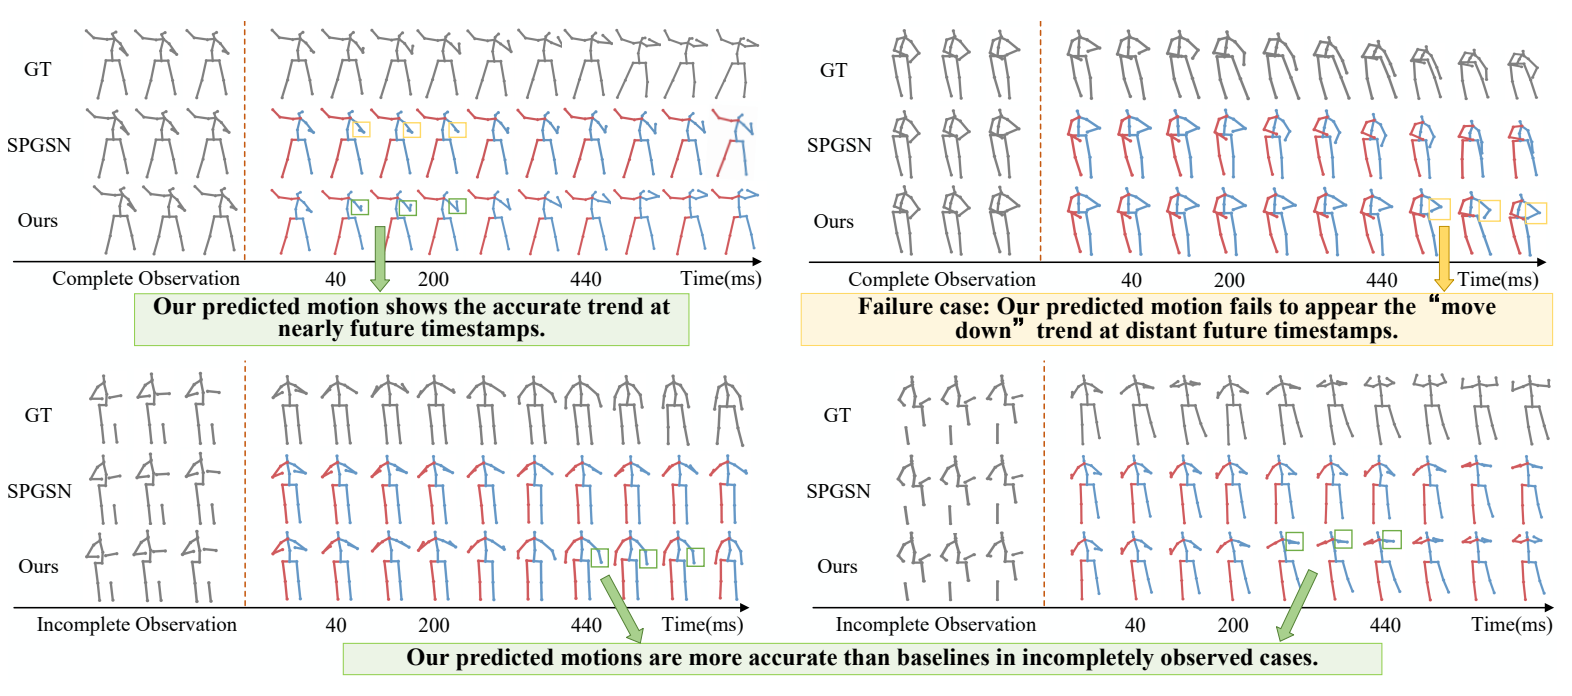 GT
SPGSN
Ours
Complete Observation 40 200 440 Time(ms)
Our predicted motion shows the accurate trend at
nearly future timestamps.
GT
SPGSN
Ours
Complete Observation 40 200 440 Time(ms)
Failure case: Our predicted motion fails to appear the “move
down” trend at distant future timestamps.
GT
SPGSN
Ours
Incomplete Observation 40 200 440 Time(ms)
GT
SPGSN
Ours
Incomplete Observation 40 200 440 Time(ms)
Our predicted motions are more accurate than baselines in incompletely observed cases.